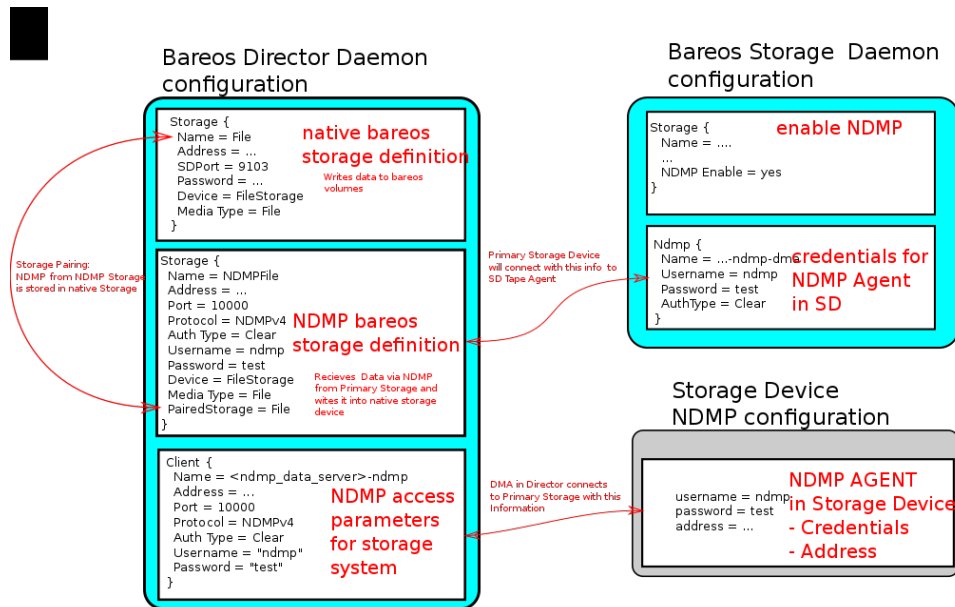 Bareos Director Daemon
configuration
Storage {
Name = File
Address = ...
SDPort = 9103
Password = ...
Device = FileStorage
Media Type = File
}
native bareos
storage definition
Writes data to bareos
volumes
Storage Pairing:
NDMP from NDMP Storage
is stored in native Storage
Storage {
Name = NDMPFile
Address = ...
Port = 10000
Protocol = NDMPv4
Auth Type = Clear
Username = ndmp
Password = test
Device = FileStorage
Media Type = File
PairedStorage = File
}
NDMP bareos
storage definition
Recieves Data via NDMP
from Primary Storage and
wites it into native storage
device
Client {
Name = <ndmp_data_server>-ndmp
Address = ...
Port = 10000
Protocol = NDMPv4
Auth Type = Clear
Username = "ndmp"
Password = "test"
}
NDMP access
parameters
for storage
system
Primary Storage Device
will connect with this info to
SD Tape Agent
DMA in Director connects
to Primary Storage with this
Information
Bareos Storage Daemon
configuration
Storage {
Name = ....
...
NDMP Enable = yes
}
enable NDMP
Ndmp {
Name = ...-ndmp-dma
Username = ndmp
Password = test
AuthType = Clear
}
credentials for
NDMP Agent
in SD
Storage Device
NDMP configuration
username = ndmp
password = test
address = ...
NDMP AGENT
in Storage Device
- Credentials
- Address